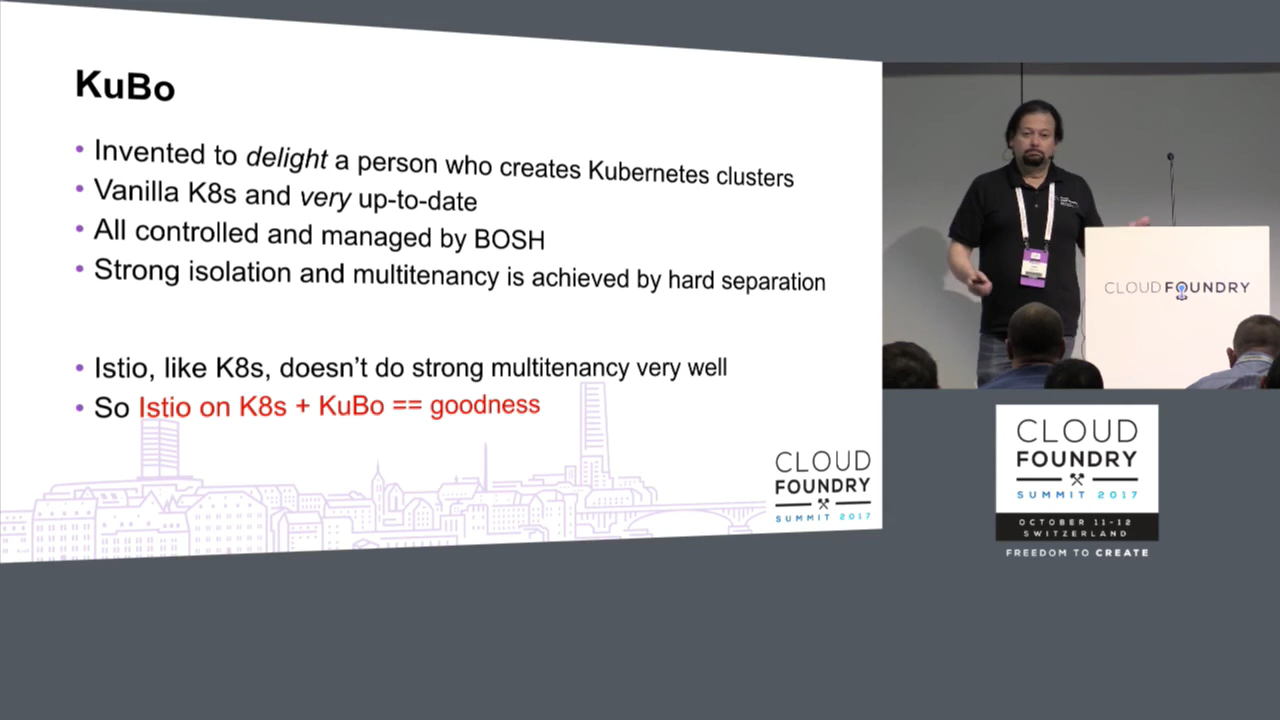 KuBo
• Invented to delight a person who creates Kubernetes clusters
• Vanilla K8s and very up-to-date
• All controlled and managed by BOSH
• Strong isolation and multitenancy is achieved by hard separation
• Istio, like K8s, doesn’t do strong multitenancy very well
• So Istio on K8s + KuBo == goodness
CLOUD
FOUNDRY
SUMMIT 2017
CLOUD FOUNDRY
CLOUD
FOUNDRY
SUMMIT 2017
OCTOBER 11-12
SWITZERLAND
FREEDOM TO CREATE